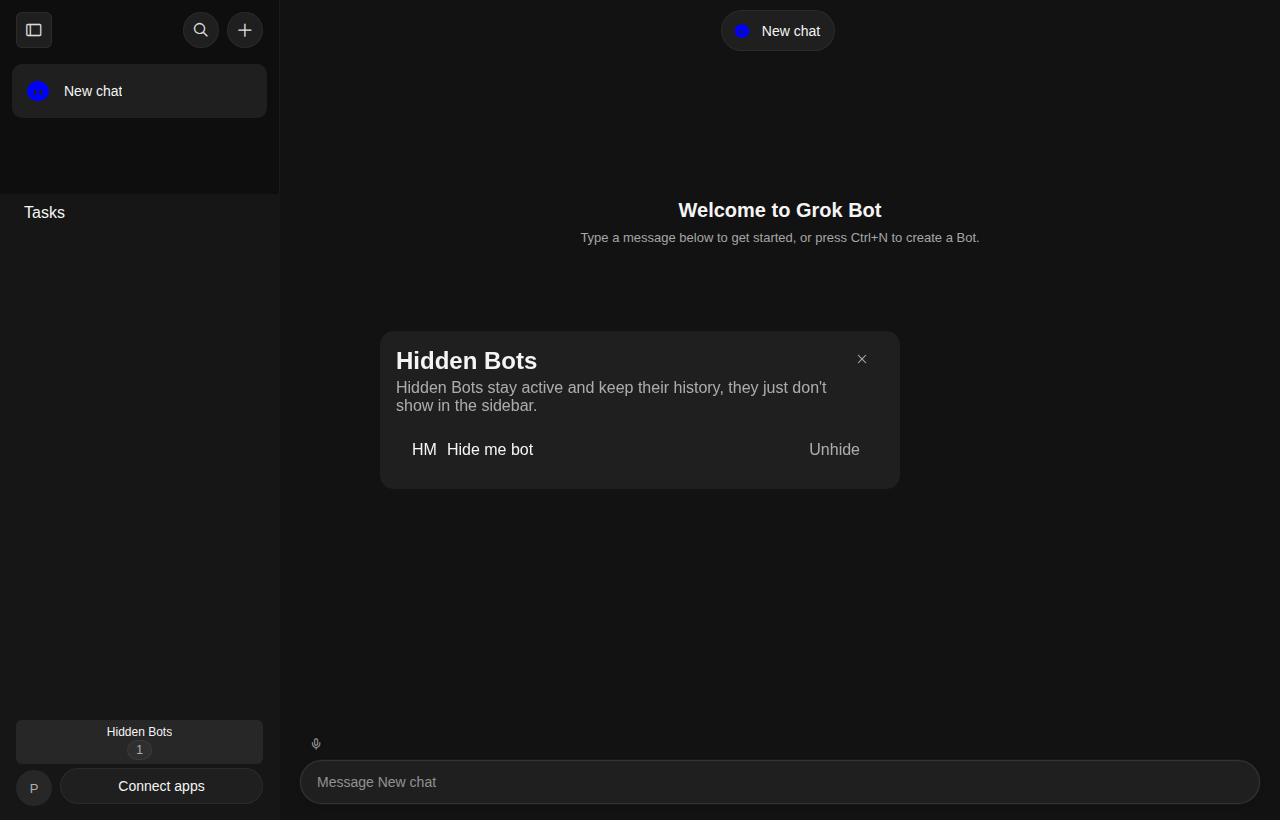 New chat
New chat
Tasks
Welcome to Grok Bot
Type a message below to get started, or press Ctrl+N to create a Bot.
Hidden Bots
Hidden Bots stay active and keep their history, they just don't
show in the sidebar.
HM Hide me bot
Unhide
Hidden Bots
1
P
Connect apps
Message New chat